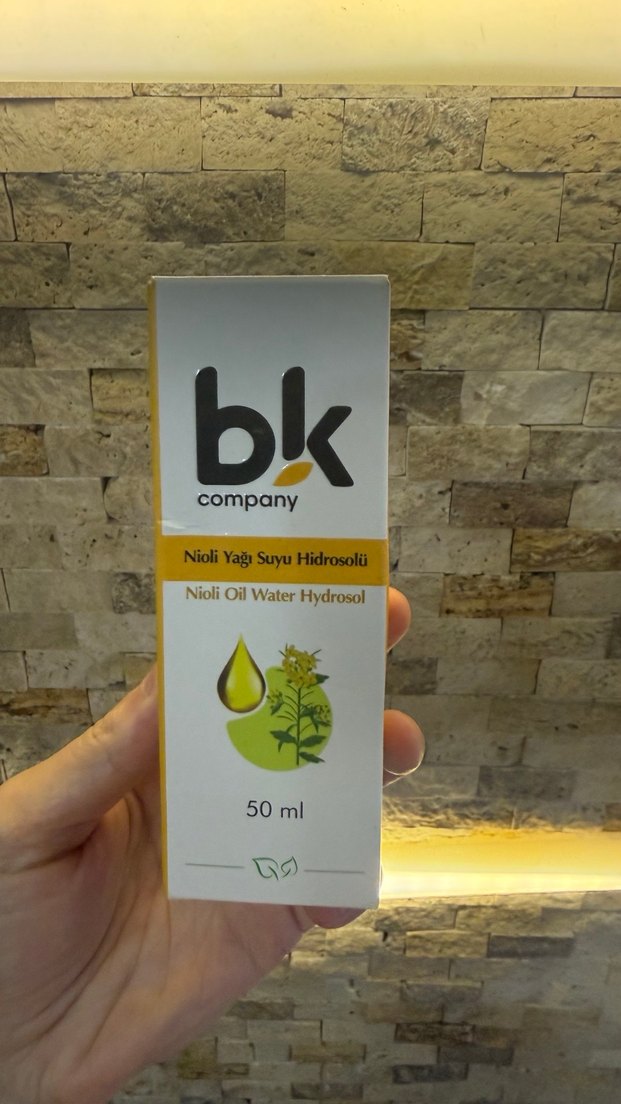 bk
company
Nioli Yağı Suyu Hidrosolü
Nioli Oil Water Hydrosol
50 ml